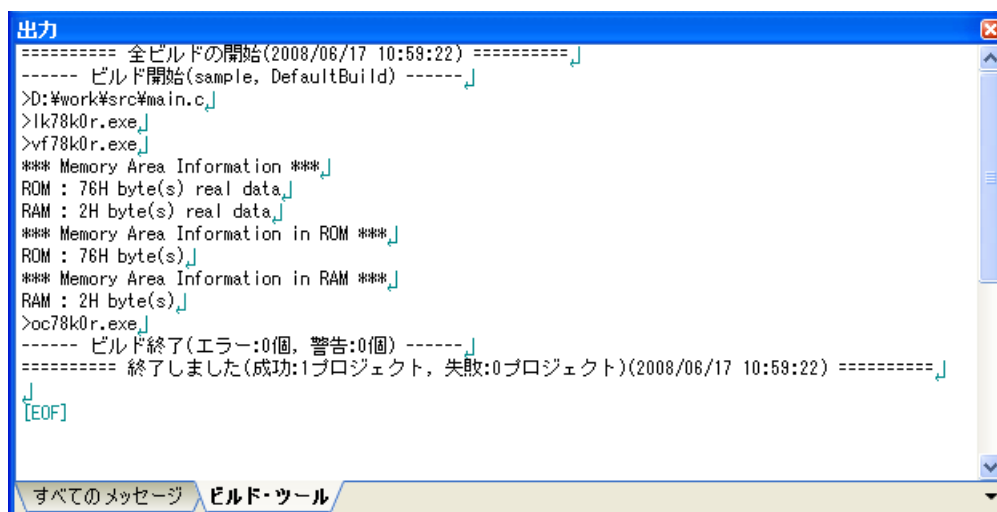 出力
========== 全ビルドの開始(2008/06/17 10:59:22) ==========
------ ビルド開始(sample, DefaultBuild) ------
>D:¥work¥src¥main.c
>lk78k0r.exe
>vf78k0r.exe
*** Memory Area Information ***
ROM : 76H byte(s) real data
RAM : 2H byte(s) real data
*** Memory Area Information in ROM ***
ROM : 76H byte(s)
*** Memory Area Information in RAM ***
RAM : 2H byte(s)
>oc78k0r.exe
------ ビルド終了(エラー:0個, 警告:0個) ------
========== 終了しました(成功:1プロジェクト, 失敗:0プロジェクト)(2008/06/17 10:59:22) ==========
[EOF]
すべてのメッセージ ビルド・ツール